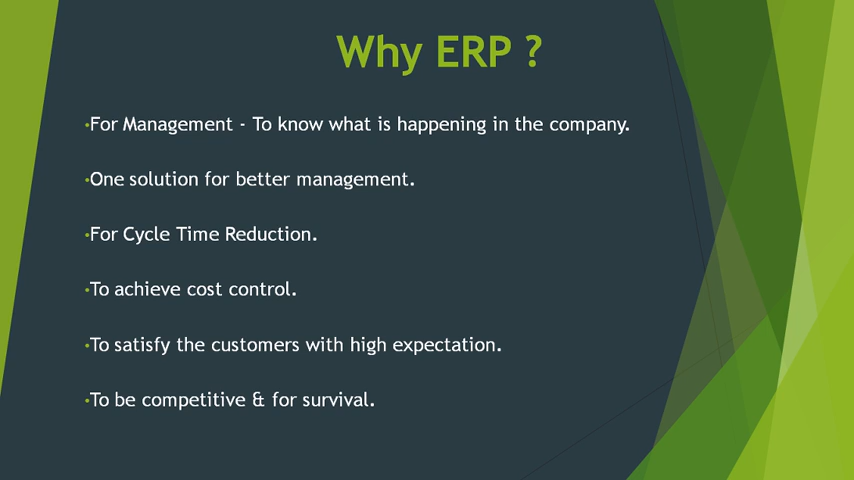 Why ERP ?
•For Management - To know what is happening in the company.
•One solution for better management.
•For Cycle Time Reduction.
•To achieve cost control.
•To satisfy the customers with high expectation.
•To be competitive & for survival.